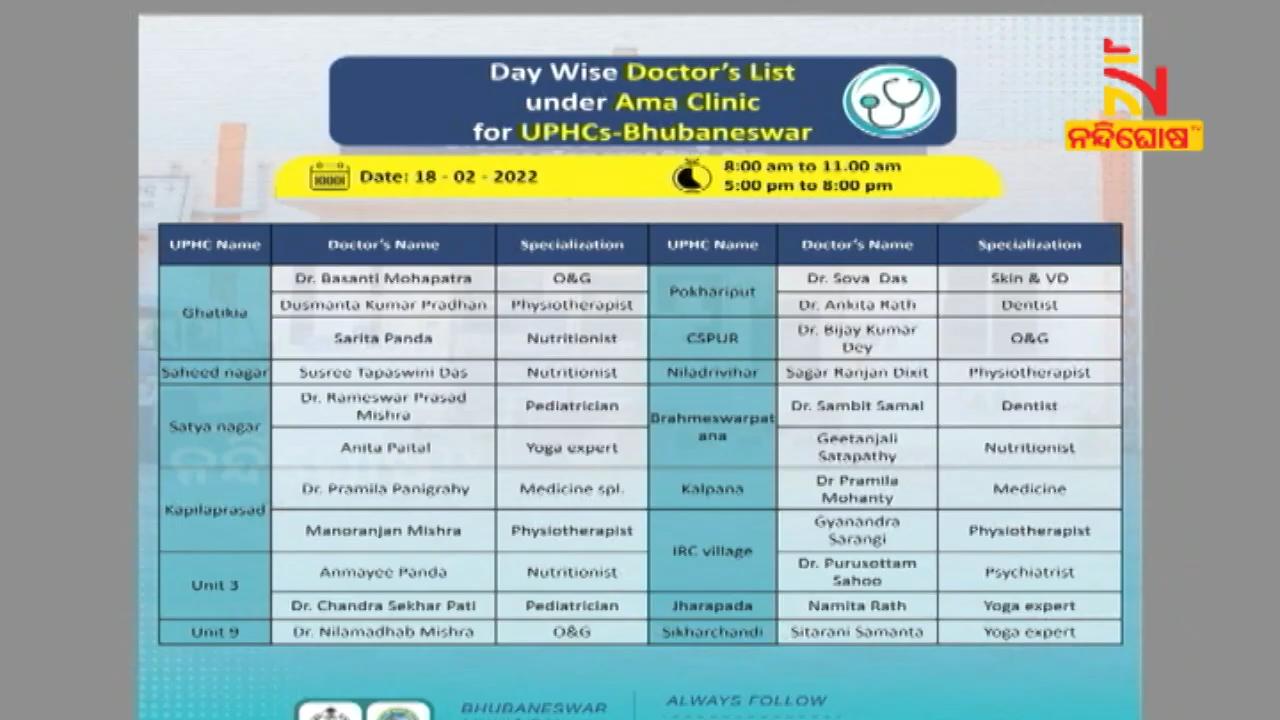 Day Wise Doctor's List
under Ama Clinic
for UPHCs-Bhubaneswar
ନନ୍ଦିଘୋଷ TV
Date: 18 - 02 - 2022
8:00 am to 11.00 am
5:00 pm to 8:00 pm
UPHC Name Doctor's Name Specialization UPHC Name Doctor's Name Specialization
Ghatikia
Dr. Basanti Mohapatra O&G
Dusmanta Kumar Pradhan Physiotherapist
Sarita Panda Nutritionist
Saheed nagar Susree Tapaswini Das Nutritionist
Satya nagar
Dr. Rameswar Prasad
Mishra
Pediatrician
Anita Paital Yoga expert
Kapilaprasad
Dr. Pramila Panigrahy Medicine spl.
Manoranjan Mishra Physiotherapist
Unit 3
Anmayee Panda Nutritionist
Dr. Chandra Sekhar Pati Pediatrician
Unit 9 Dr. Nilamadhab Mishra O&G
Pokhariput
Dr. Sova Das Skin & VD
Dr. Ankita Rath Dentist
CSPUR
Dr. Bijay Kumar
Dey
O&G
Niladrivihar Sagar Ranjan Dixit Physiotherapist
Brahmeswarpat
ana
Dr. Sambit Samal Dentist
Geetanjali
Satapathy
Nutritionist
Kalpana
Dr Pramila
Mohanty
Medicine
IRC village
Gyanandra
Sarangi
Physiotherapist
Dr. Purusottam
Sahoo
Psychiatrist
Jharapada Namita Rath Yoga expert
Sikharchandi Sitarani Samanta Yoga expert
BHUBANESWAR
ALWAYS FOLLOW